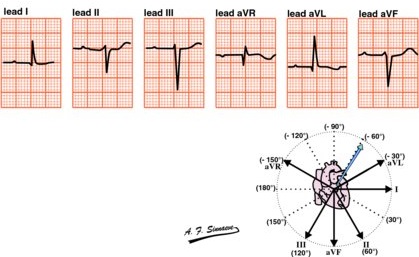 lead I lead II lead III lead aVR lead aVL lead aVF
(- 90°)
(- 120°) (- 60°)
(- 150°) (- 30°)
aVR aVL
(180°) I
(150°) (30°)
A. F. Sinnaeve
III aVF II
(120°) (60°)